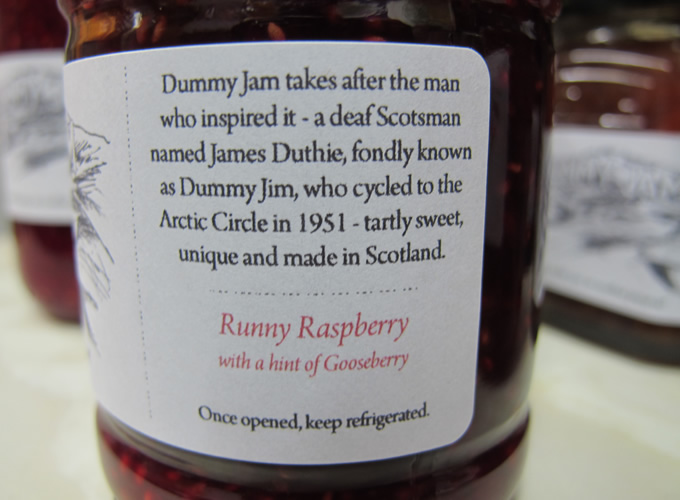 Dummy Jam takes after the man
who inspired it - a deaf Scotsman
named James Duthie, fondly known
as Dummy Jim, who cycled to the
Arctic Circle in 1951 - tartly sweet,
unique and made in Scotland.
Runny Raspberry
with a hint of Gooseberry
Once opened, keep refrigerated.